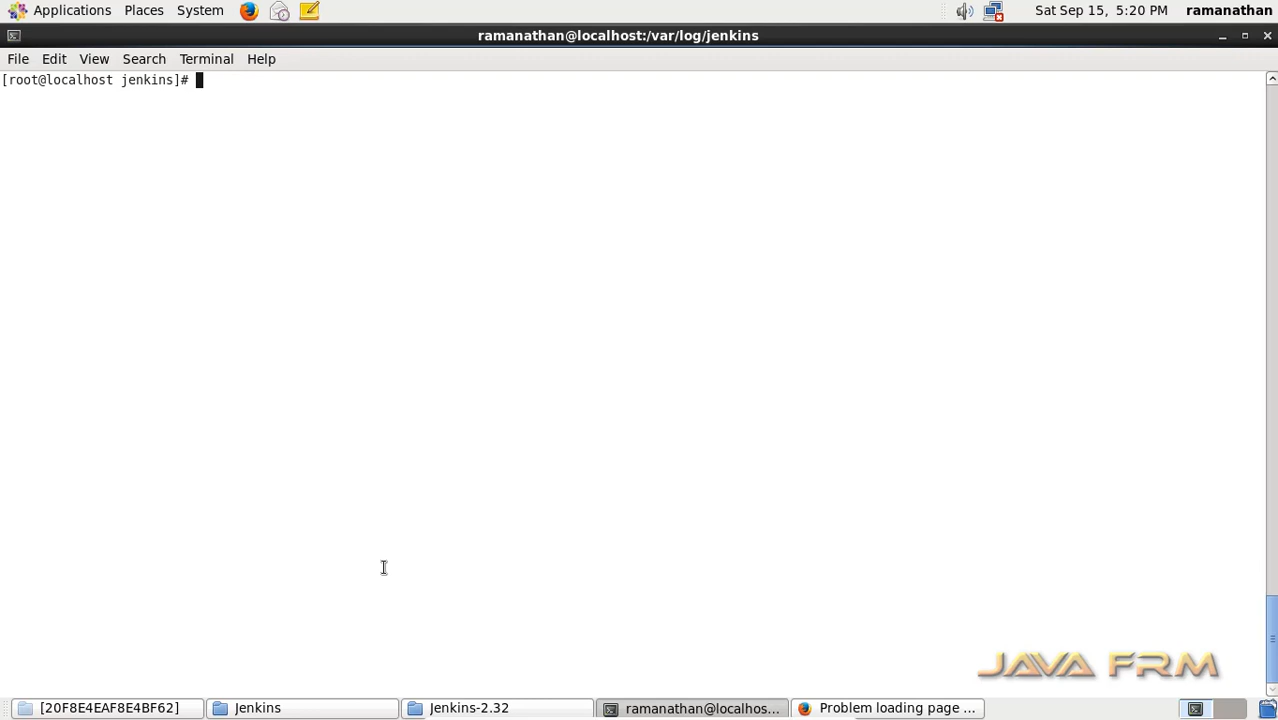 Applications Places System Sat Sep 15, 5:20 PM ramanathan
ramanathan@localhost:/var/log/jenkins
File Edit View Search Terminal Help
[root@localhost jenkins]#
JAVA FRM
[20F8E4EAF8E4BF62] Jenkins Jenkins-2.32 ramanathan@localhos... Problem loading page ...